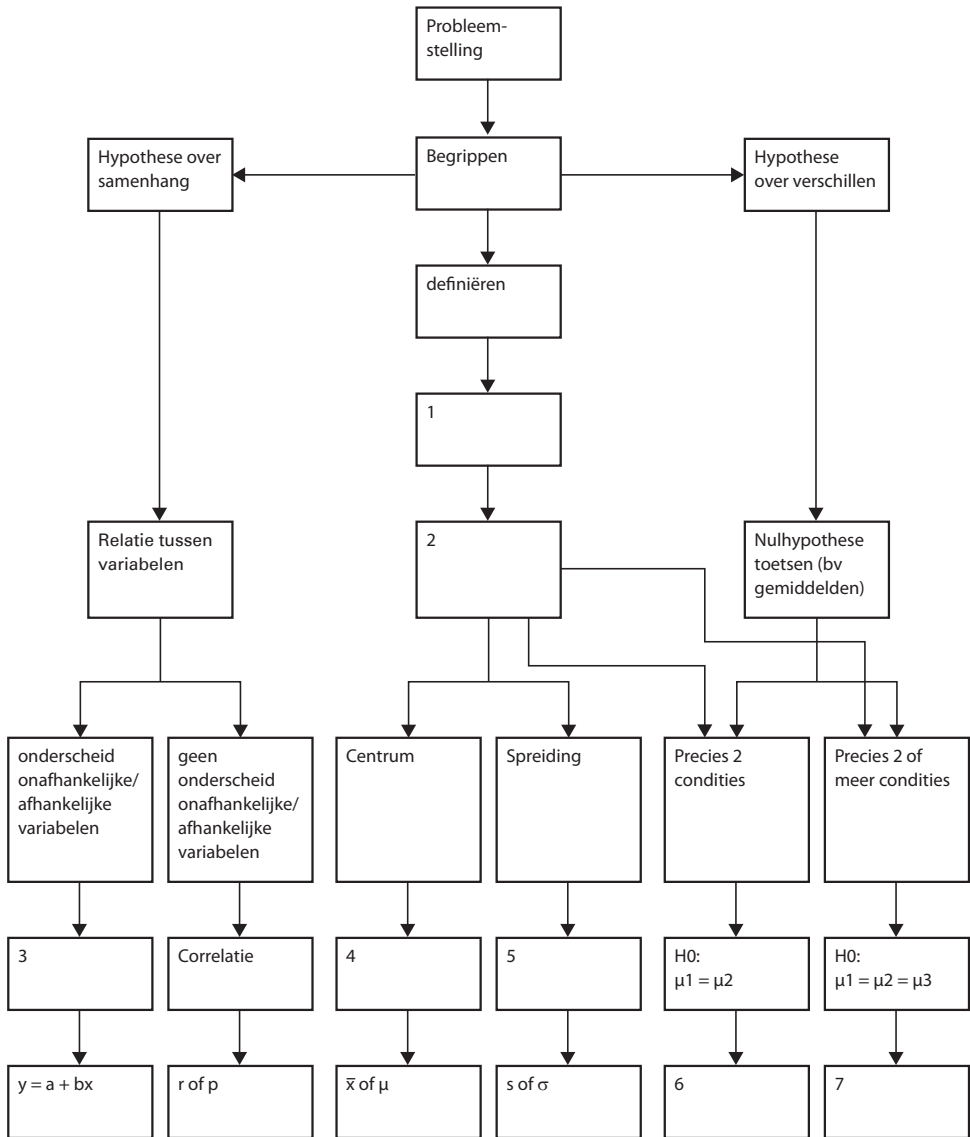 Probleem-
stelling
Hypothese over
samenhang
Begrippen
Hypothese
over verschillen
definiëren
1
Relatie tussen
variabelen
2
Nulhypothese
toetsen (bv
gemiddelden)
onderscheid
onafhankelijke/
afhankelijke
variabelen
geen
onderscheid
onafhankelijke/
afhankelijke
variabelen
Centrum
Spreiding
Precies 2
condities
Precies 2 of
meer condities
3
Correlatie
4
5
H0:
μ1 = μ2
H0:
μ1 = μ2 = μ3
y = a + bx
r of p
x̅ of μ
s of σ
6
7